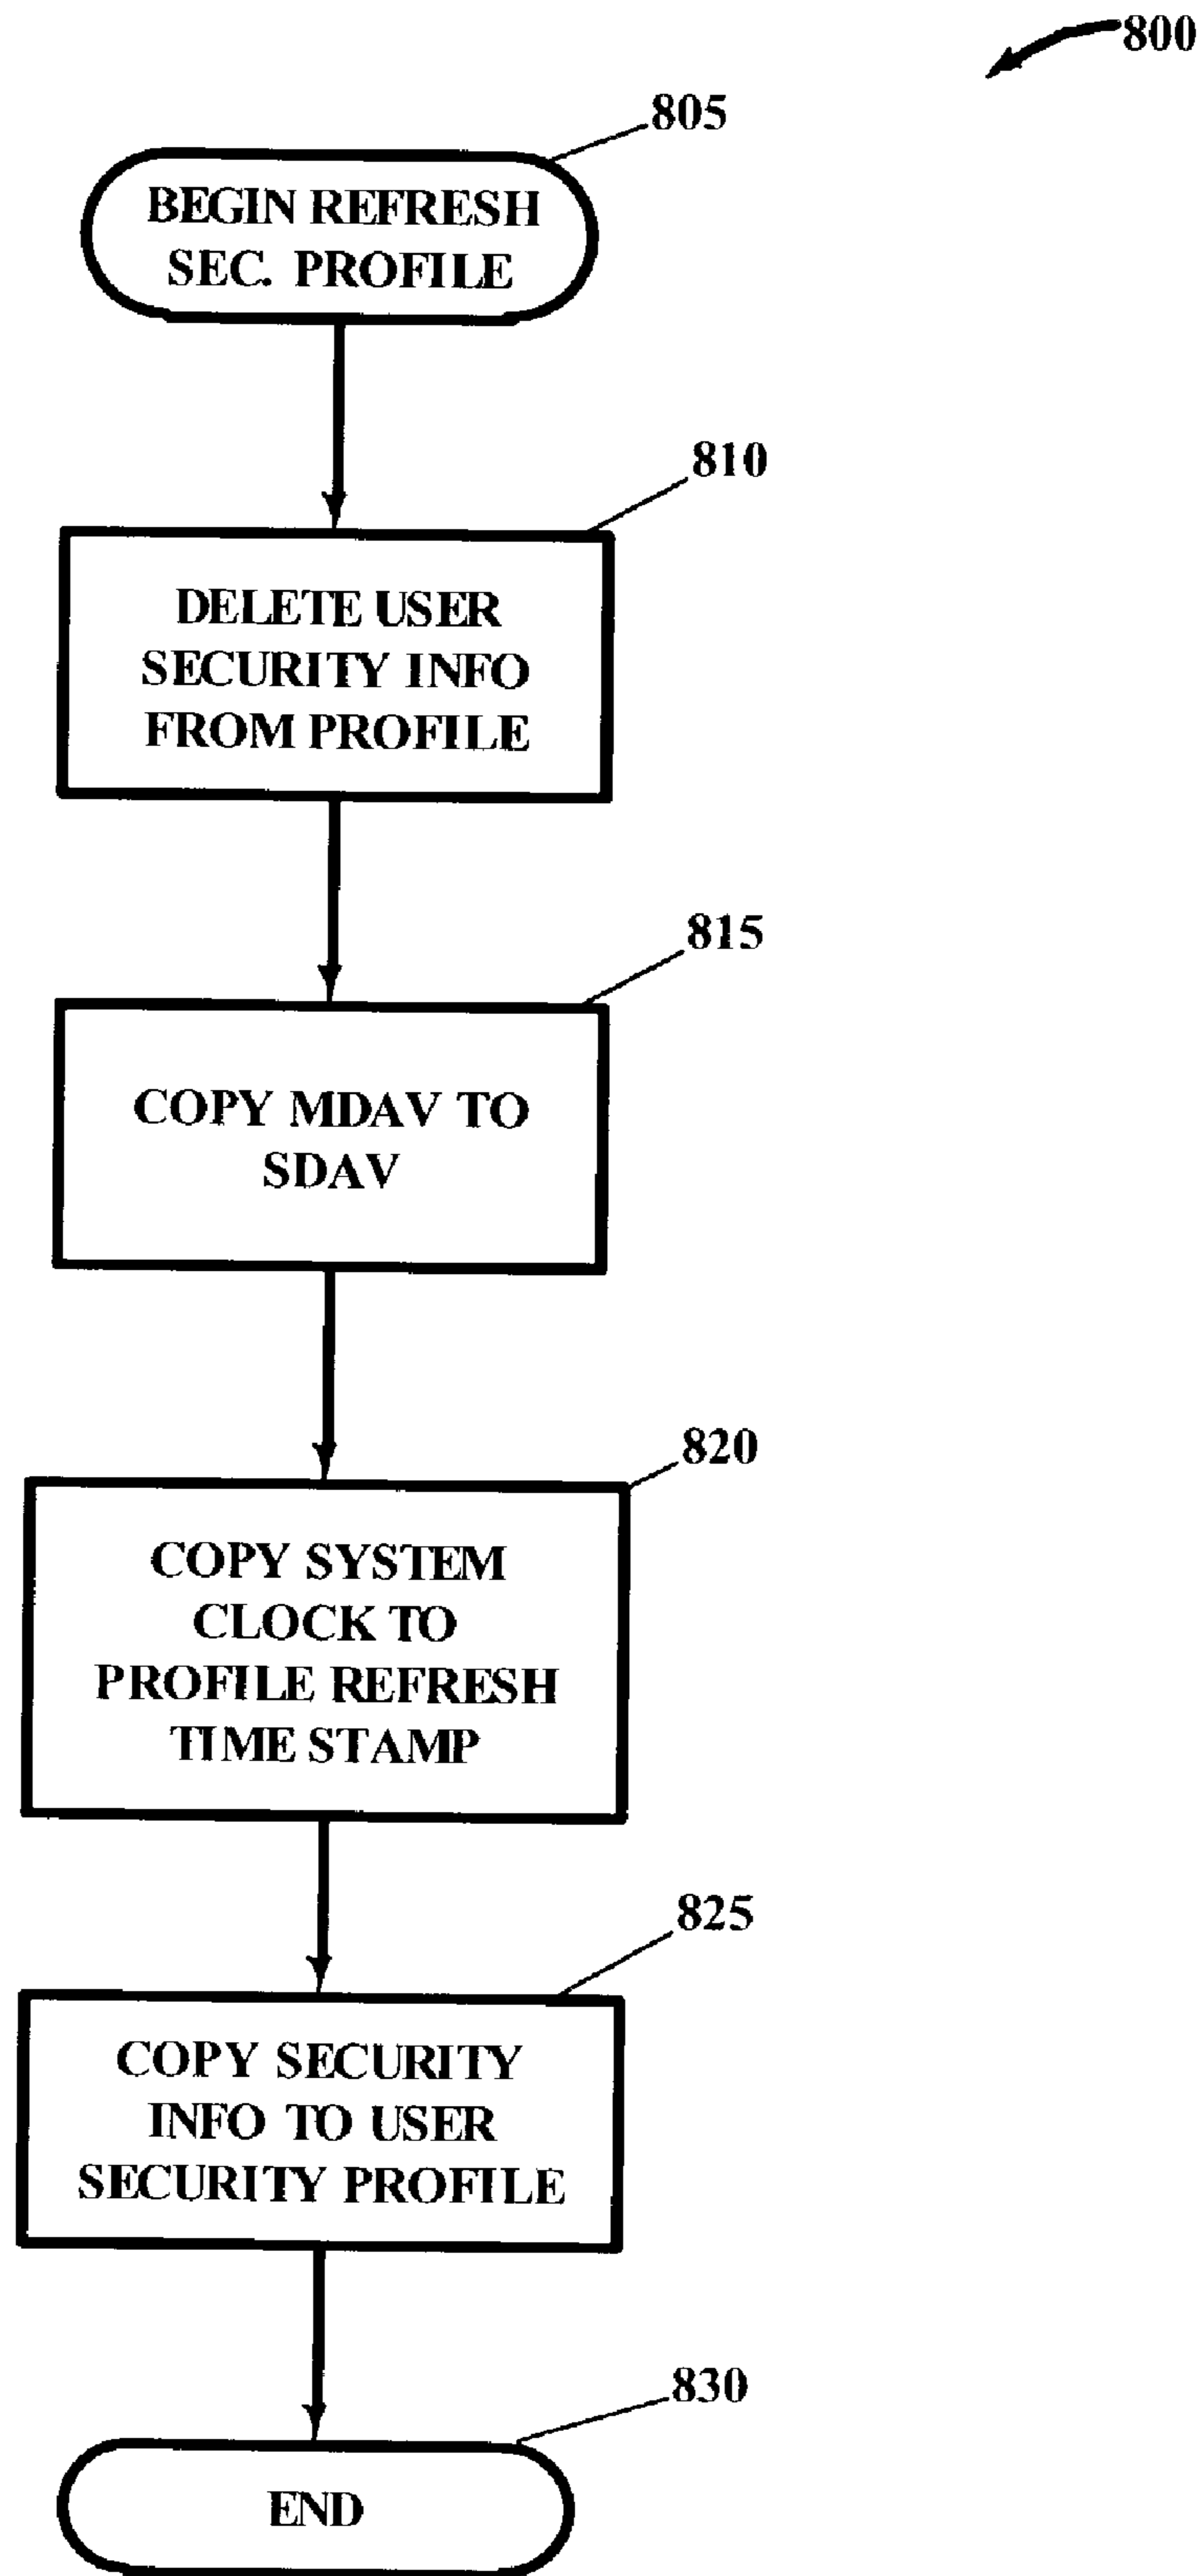 800
805
BEGIN REFRESH
SEC. PROFILE
810
DELETE USER
SECURITY INFO
FROM PROFILE
815
COPY MDAV TO
SDAV
820
COPY SYSTEM
CLOCK TO
PROFILE REFRESH
TIME STAMP
825
COPY SECURITY
INFO TO USER
SECURITY PROFILE
830
END